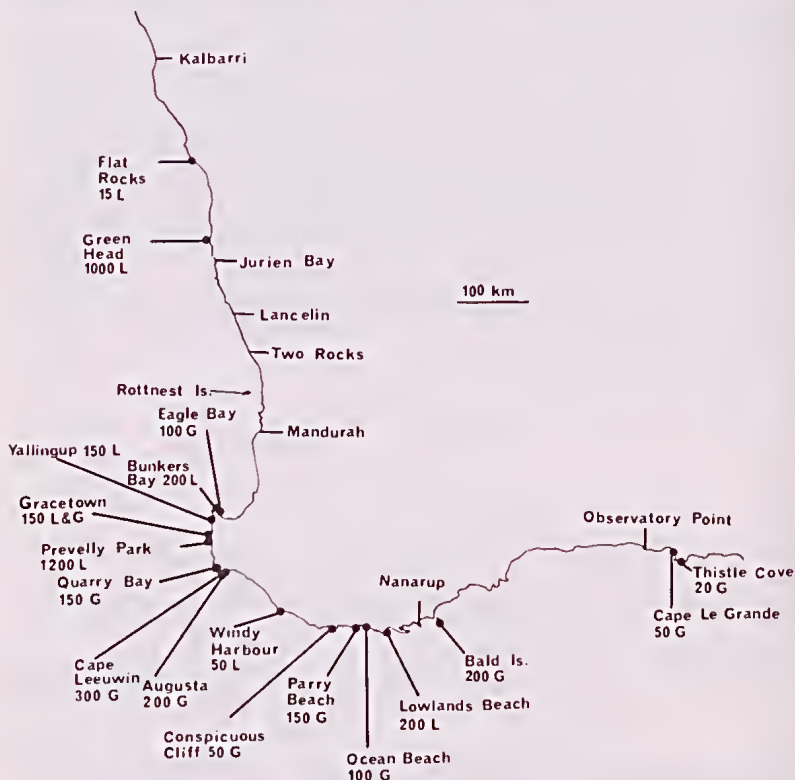 Kalbarri
Flat
Rocks
15 L
Green
Head
1000 L
Jurien Bay
100 km
Lancelin
Two Rocks
Rottnest Is.
Eagle Bay
100 G
Mandurah
Yallingup 150 L
Bunkers
Bay 200 L
Gracetown
150 L&G
Prevelly Park
1200 L
Quarry Bay
150 G
Cape
Leeuwin
300 G
Augusta
200 G
Windy
Harbour
50 L
Conspicuous
Cliff 50 G
Parry
Beach
150 G
Ocean Beach
100 G
Lowlands Beach
200 L
Nanarup
Bald Is.
200 G
Observatory Point
Thistle Cove
20 G
Cape Le Grande
50 G